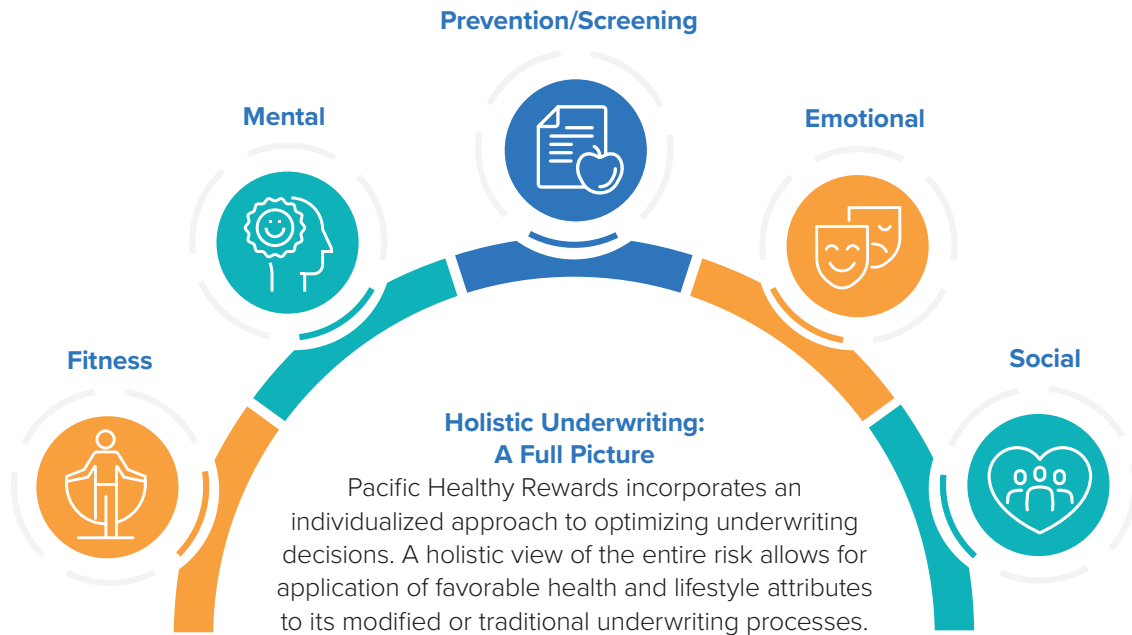 Prevention/Screening
Mental
Emotional
Fitness
Social
Holistic Underwriting:
A Full Picture
Pacific Healthy Rewards incorporates an
individualized approach to optimizing underwriting
decisions. A holistic view of the entire risk allows for
application of favorable health and lifestyle attributes
to its modified or traditional underwriting processes.